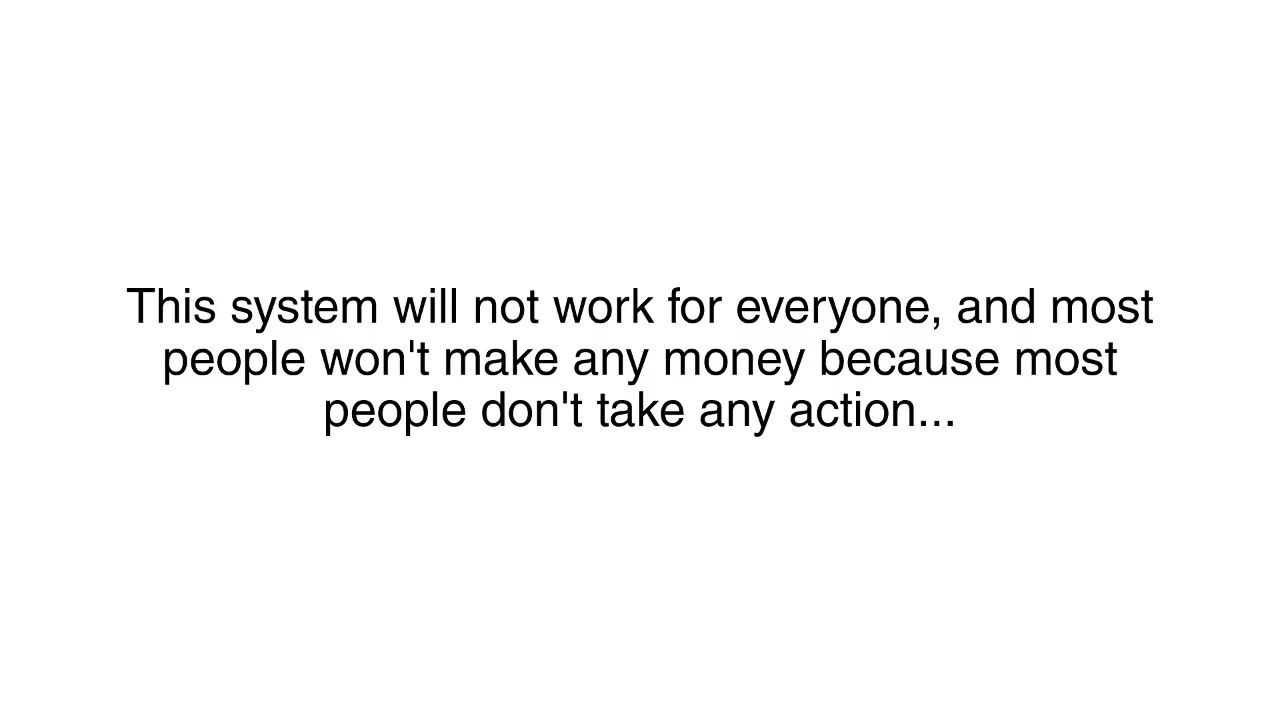 This system will not work for everyone, and most
people won't make any money because most
people don't take any action...